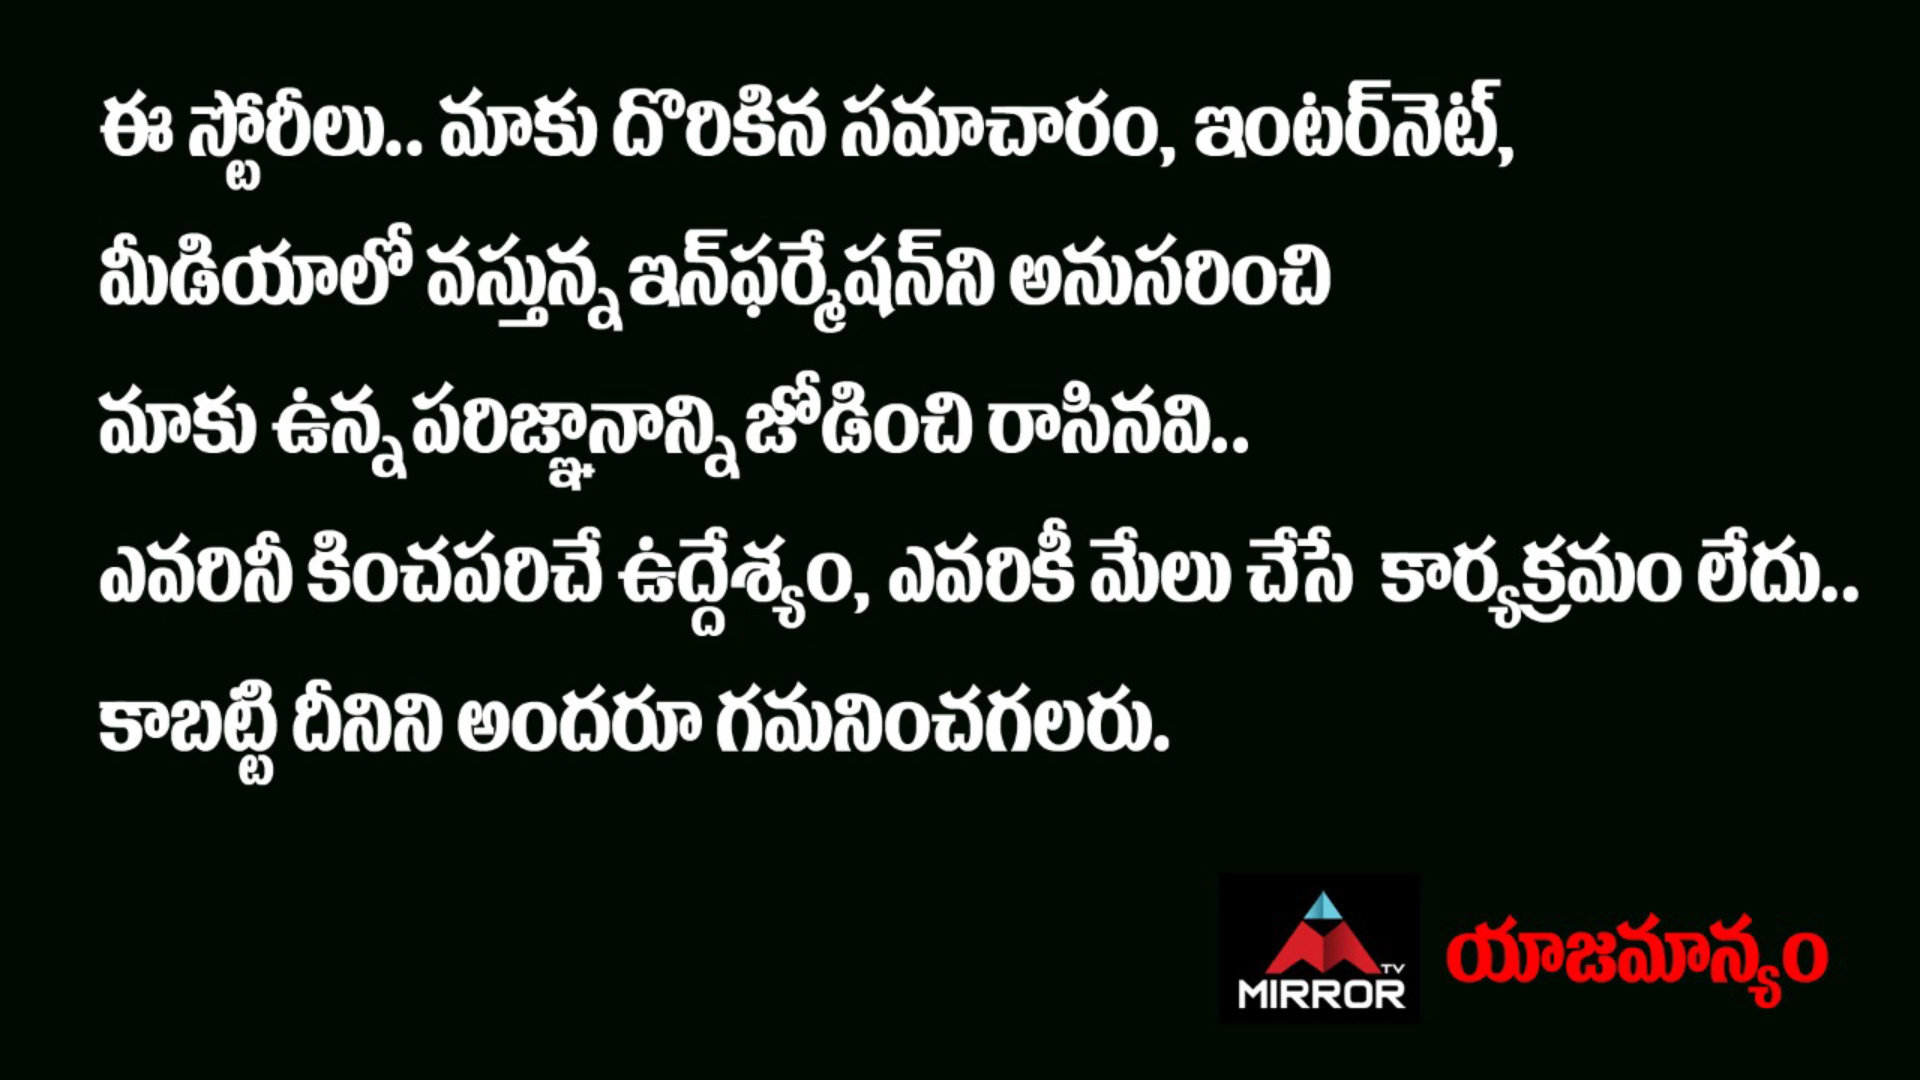 ఈ స్టోరీలు.. మాకు దొరికిన సమాచారం, ఇంటర్‌నెట్,
మీడియాలో వస్తున్న ఇన్‌ఫర్మేషన్‌ని అనుసరించి
మాకు ఉన్న పరిజ్ఞానాన్ని జోడించి రాసినవి..
ఎవరినీ కించపరిచే ఉద్దేశ్యం, ఎవరికీ మేలు చేసే కార్యక్రమం లేదు..
కాబట్టి దీనిని అందరూ గమనించగలరు.
MIRROR TV యాజమాన్యం